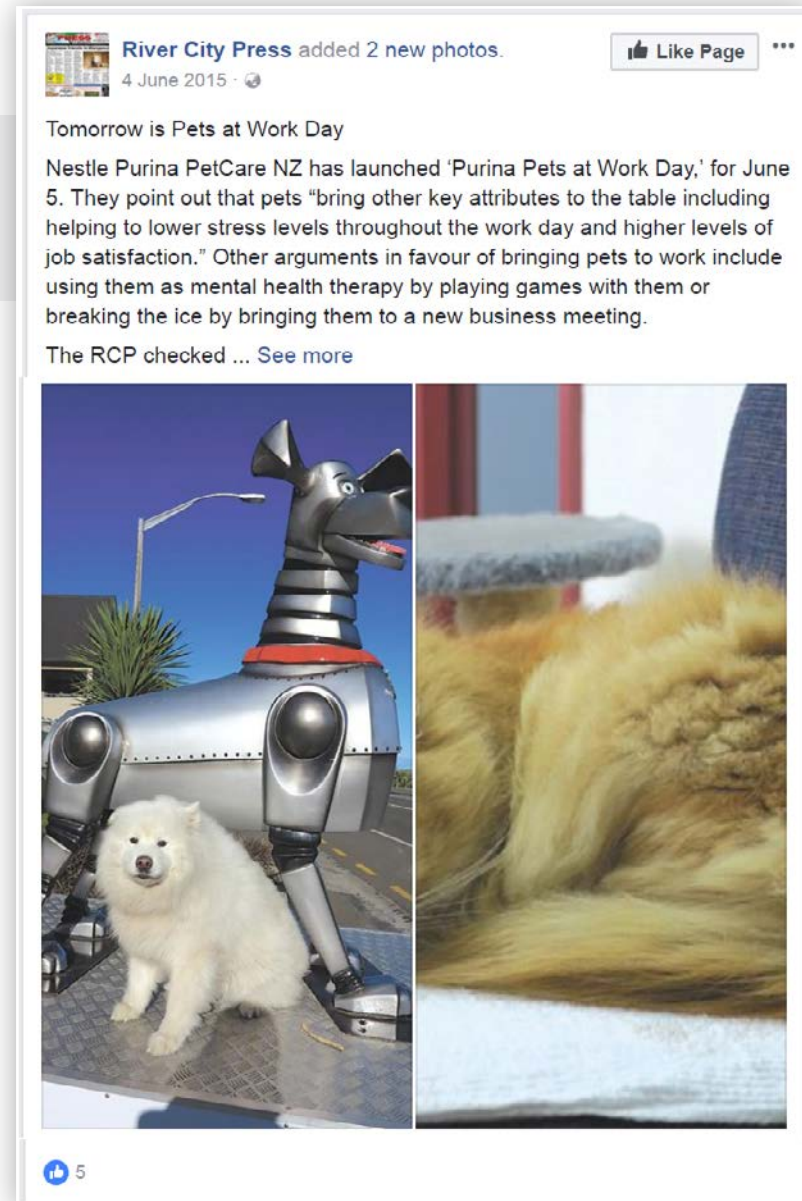 River City Press added 2 new photos.
Like Page
4 June 2015
Tomorrow is Pets at Work Day
Nestle Purina PetCare NZ has launched ‘Purina Pets at Work Day,’ for June
5. They point out that pets “bring other key attributes to the table including
helping to lower stress levels throughout the work day and higher levels of
job satisfaction.” Other arguments in favour of bringing pets to work include
using them as mental health therapy by playing games with them or
breaking the ice by bringing them to a new business meeting.
The RCP checked ... See more
5